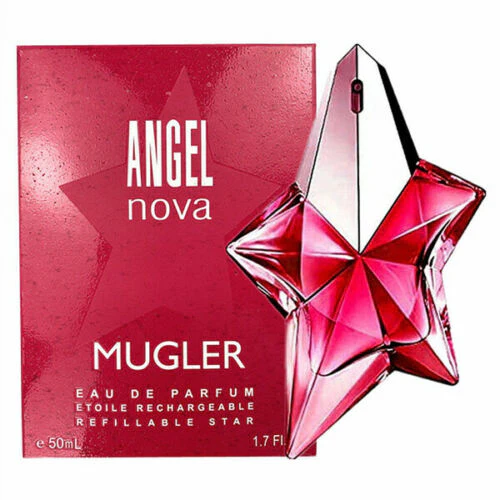 ANGEL
nova
MUGLER
EAU DE PARFUM
ETOILE RECHARGEABLE
REFILLABLE STAR
e 50mL 1.7 Fl.